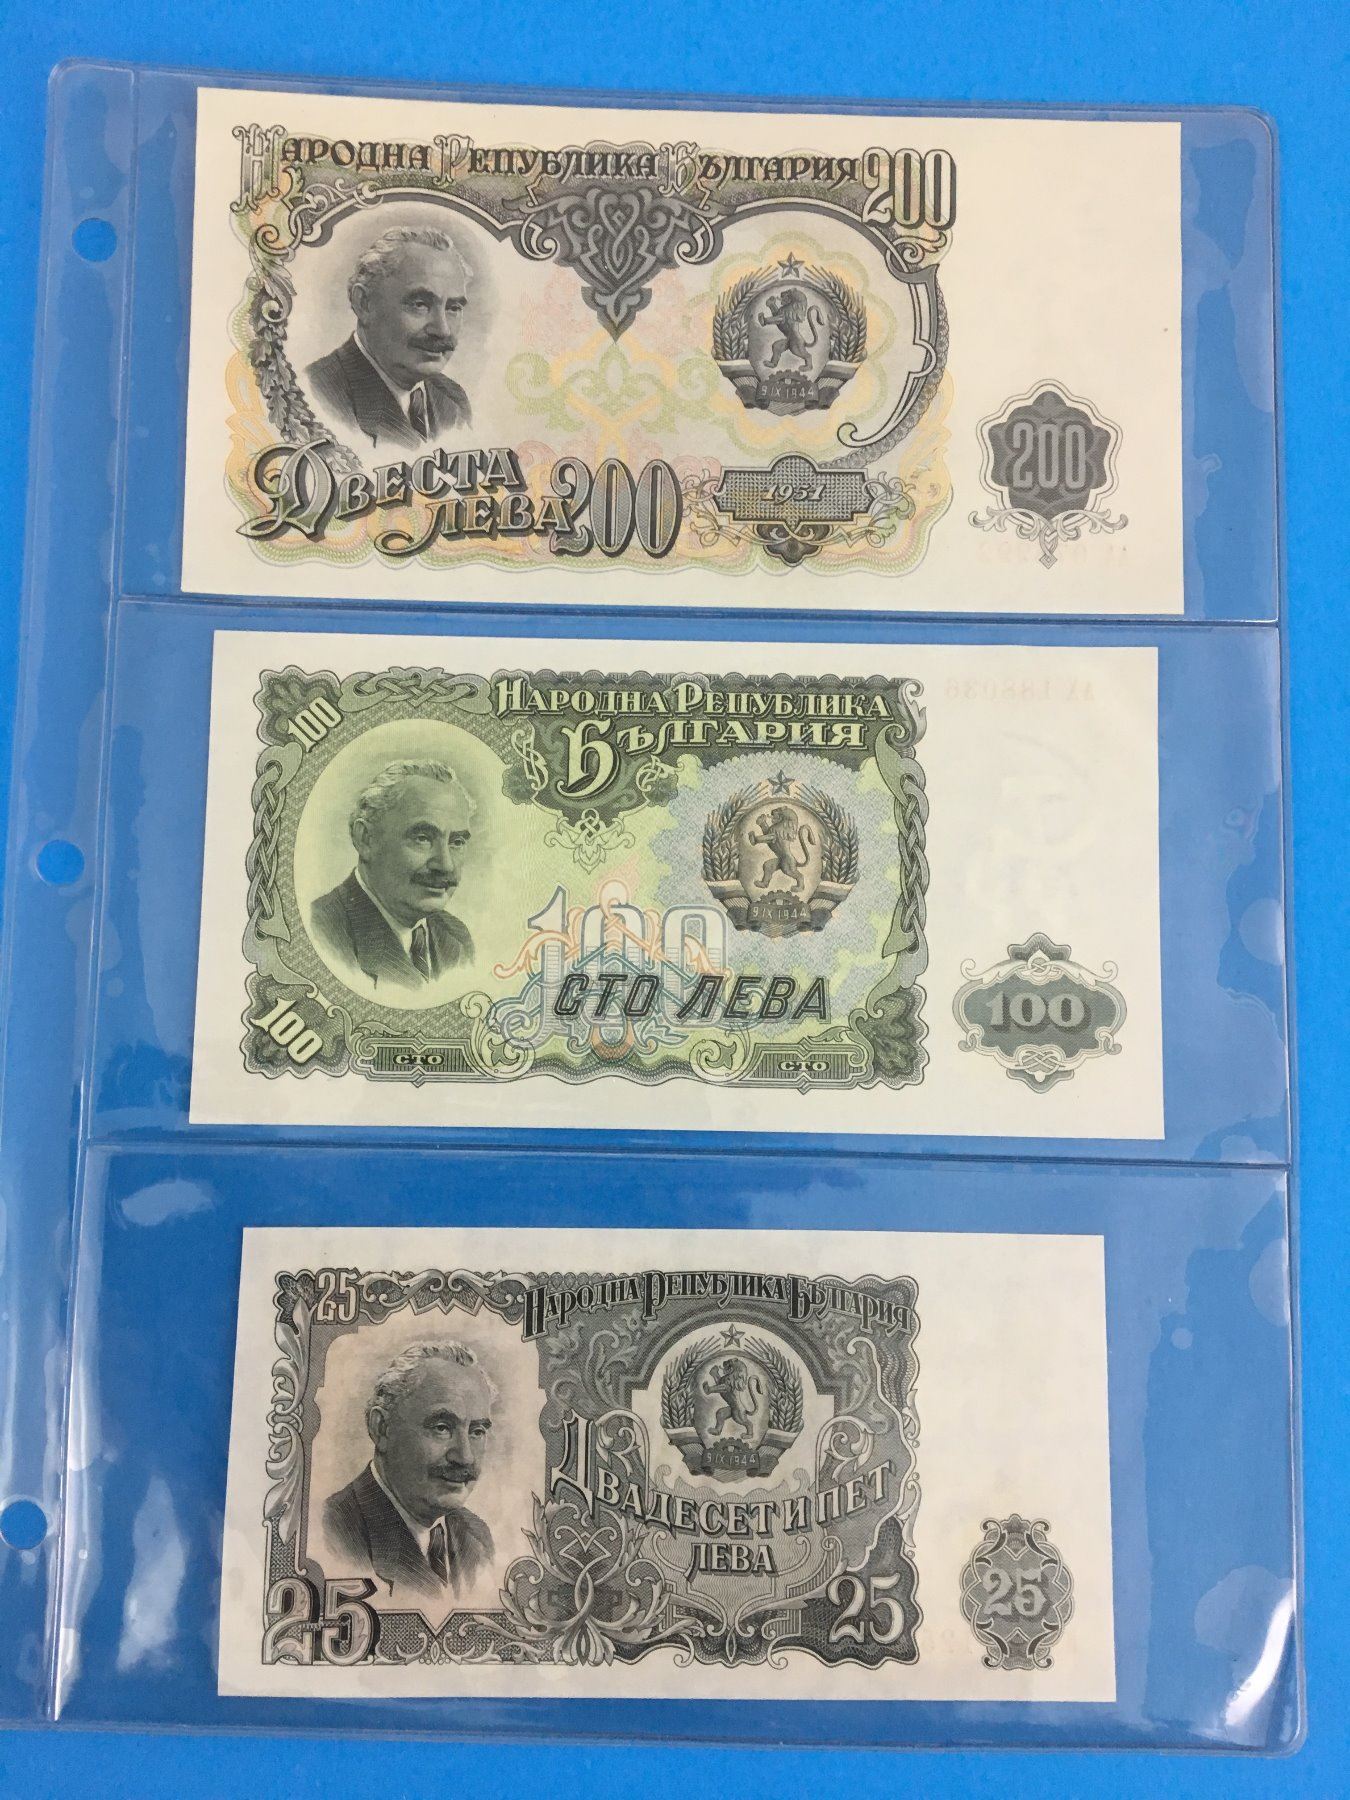 НАРОДНА РЕПУБЛИКА БЪЛГАРИЯ 200
9 IX 1944
200
ДВЕСТА
ЛЕВА 200
1951
100
НАРОДНА РЕПУБЛИКА
БЪЛГАРИЯ
АХ 188036
9 IX 1944
100
СТО ЛЕВА
100
100
СТО
СТО
25
НАРОДНА РЕПУБЛИКА БЪЛГАРИЯ
9 IX 1944
ДВАДЕСЕТ И ПЕТ
ЛЕВА
25
25
25